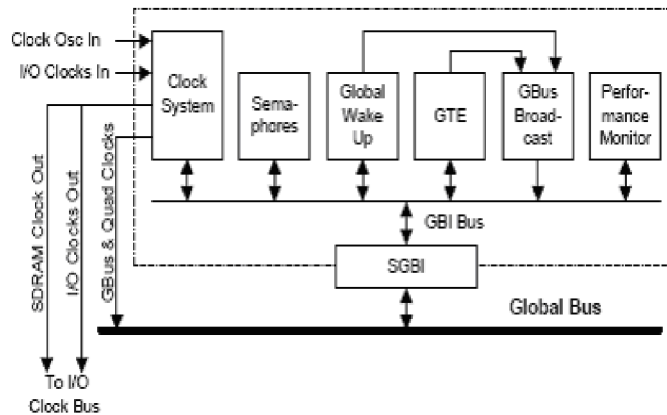 Clock Osc In
I/O Clocks In
Clock
System
Sema-
phores
Global
Wake
Up
GTE
GBus
Broad-
cast
Perfor-
mance
Monitor
SDRAM Clock Out
I/O Clocks Out
GBus & Quad Clocks
GBI Bus
SGBI
Global Bus
To I/O
Clock Bus